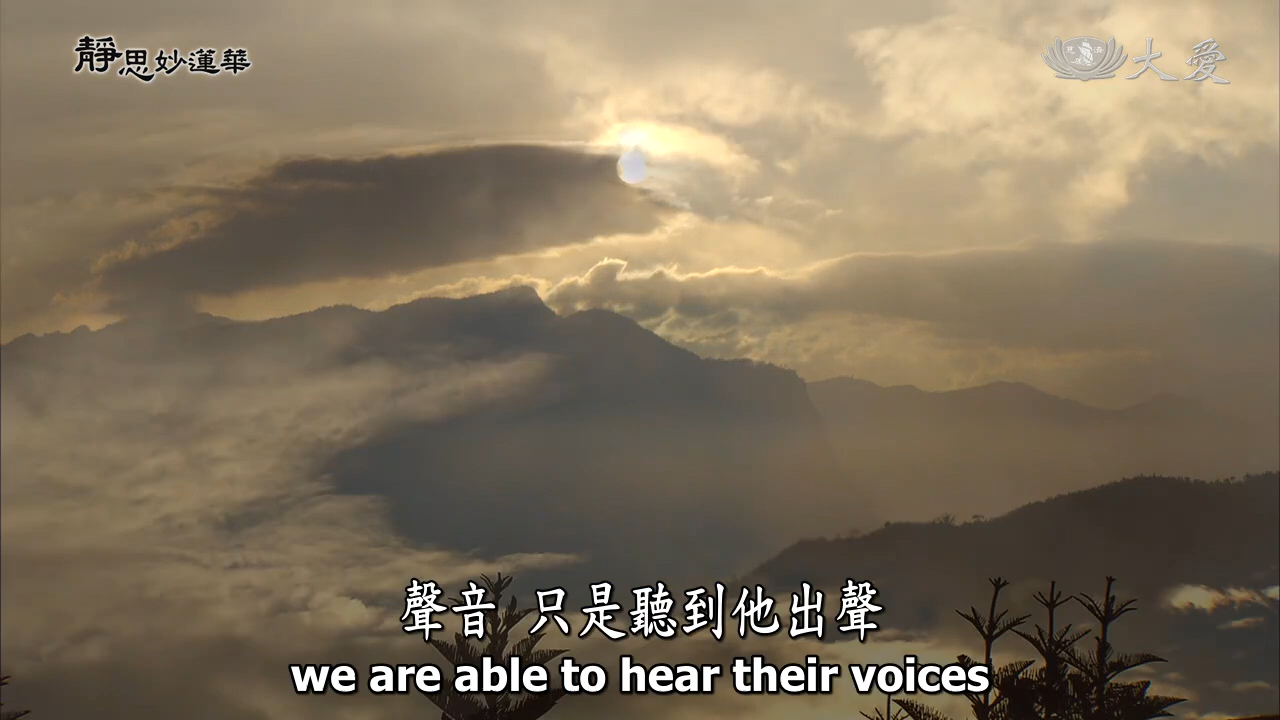 靜思妙蓮華
大愛
聲音 只是聽到他出聲
we are able to hear their voices